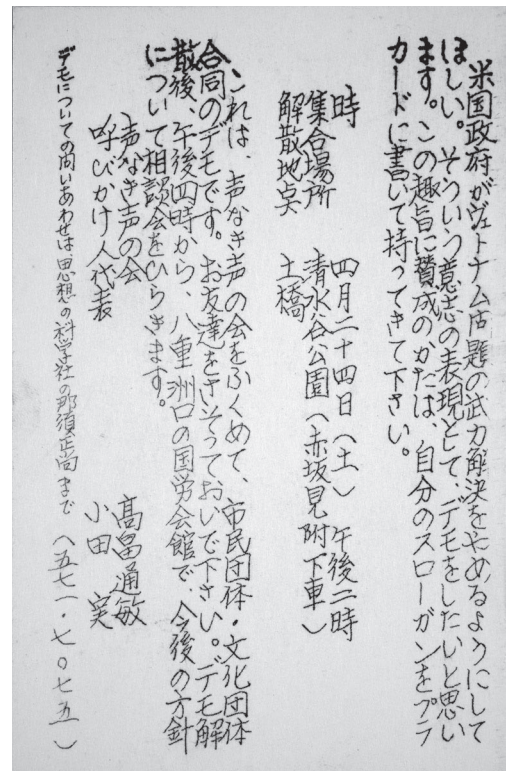 米国政府がヴェトナム問題の武力解決をやめるようにして
ほしい。そういう意志の表現として、デモをしたいと思い
ます。この趣旨に賛成のかたは、自分のスローガンをプラ
カードに書いて持ってきて下さい。
時　四月二十四日（土）午後二時
集合場所　清水谷公園（赤坂見附下車）
解散地点　土橋
これは、声なき声の会をふくめて、市民団体・文化団体
合同のデモです。お友達をさそっておいで下さい。デモ解
散後、午後四時から、八重洲口の国労会館で、今後の方針
について相談会をひらきます。
声なき声の会　高畠通敏
呼びかけ人代表　小田　実
デモについての問いあわせは思想の科学社の那須正尚まで（五七一・七〇七五）